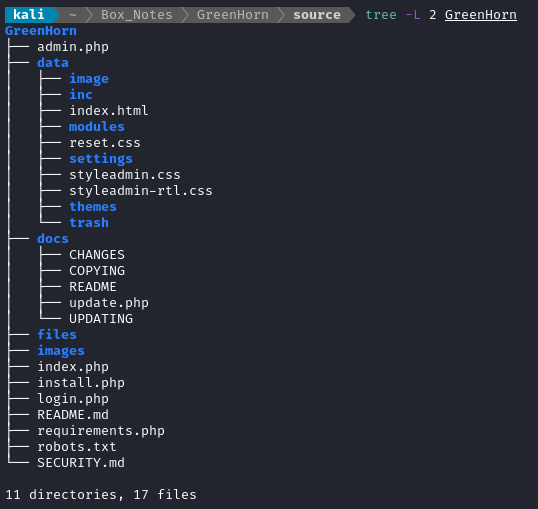 kali ~ Box_Notes GreenHorn source tree -L 2 GreenHorn
GreenHorn
├── admin.php
├── data
│   ├── image
│   ├── inc
│   ├── index.html
│   ├── modules
│   ├── reset.css
│   ├── settings
│   ├── styleadmin.css
│   ├── styleadmin-rtl.css
│   ├── themes
│   └── trash
├── docs
│   ├── CHANGES
│   ├── COPYING
│   ├── README
│   ├── update.php
│   └── UPDATING
├── files
├── images
├── index.php
├── install.php
├── login.php
├── README.md
├── requirements.php
├── robots.txt
└── SECURITY.md
11 directories, 17 files